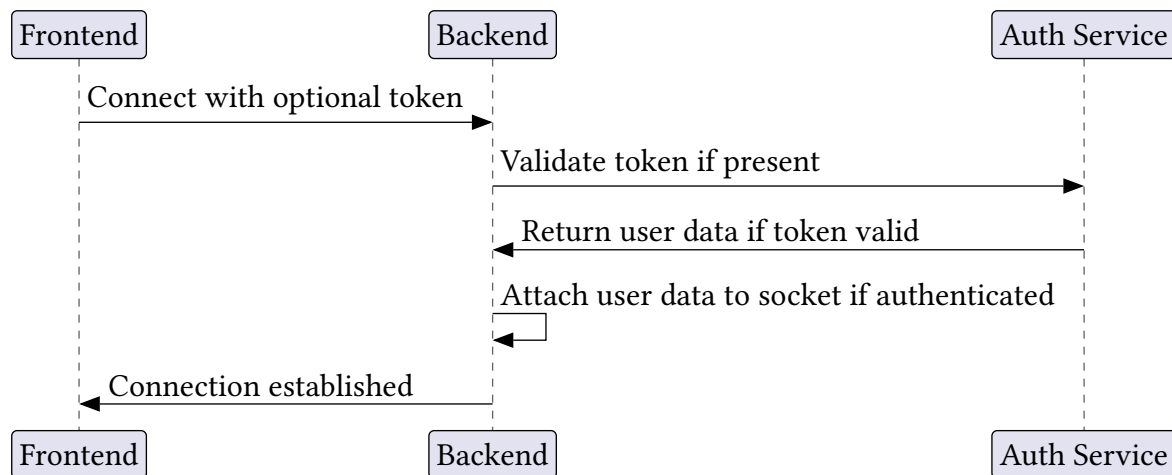 Frontend Backend Auth Service
Connect with optional token
Validate token if present
Return user data if token valid
Attach user data to socket if authenticated
Connection established
Frontend Backend Auth Service